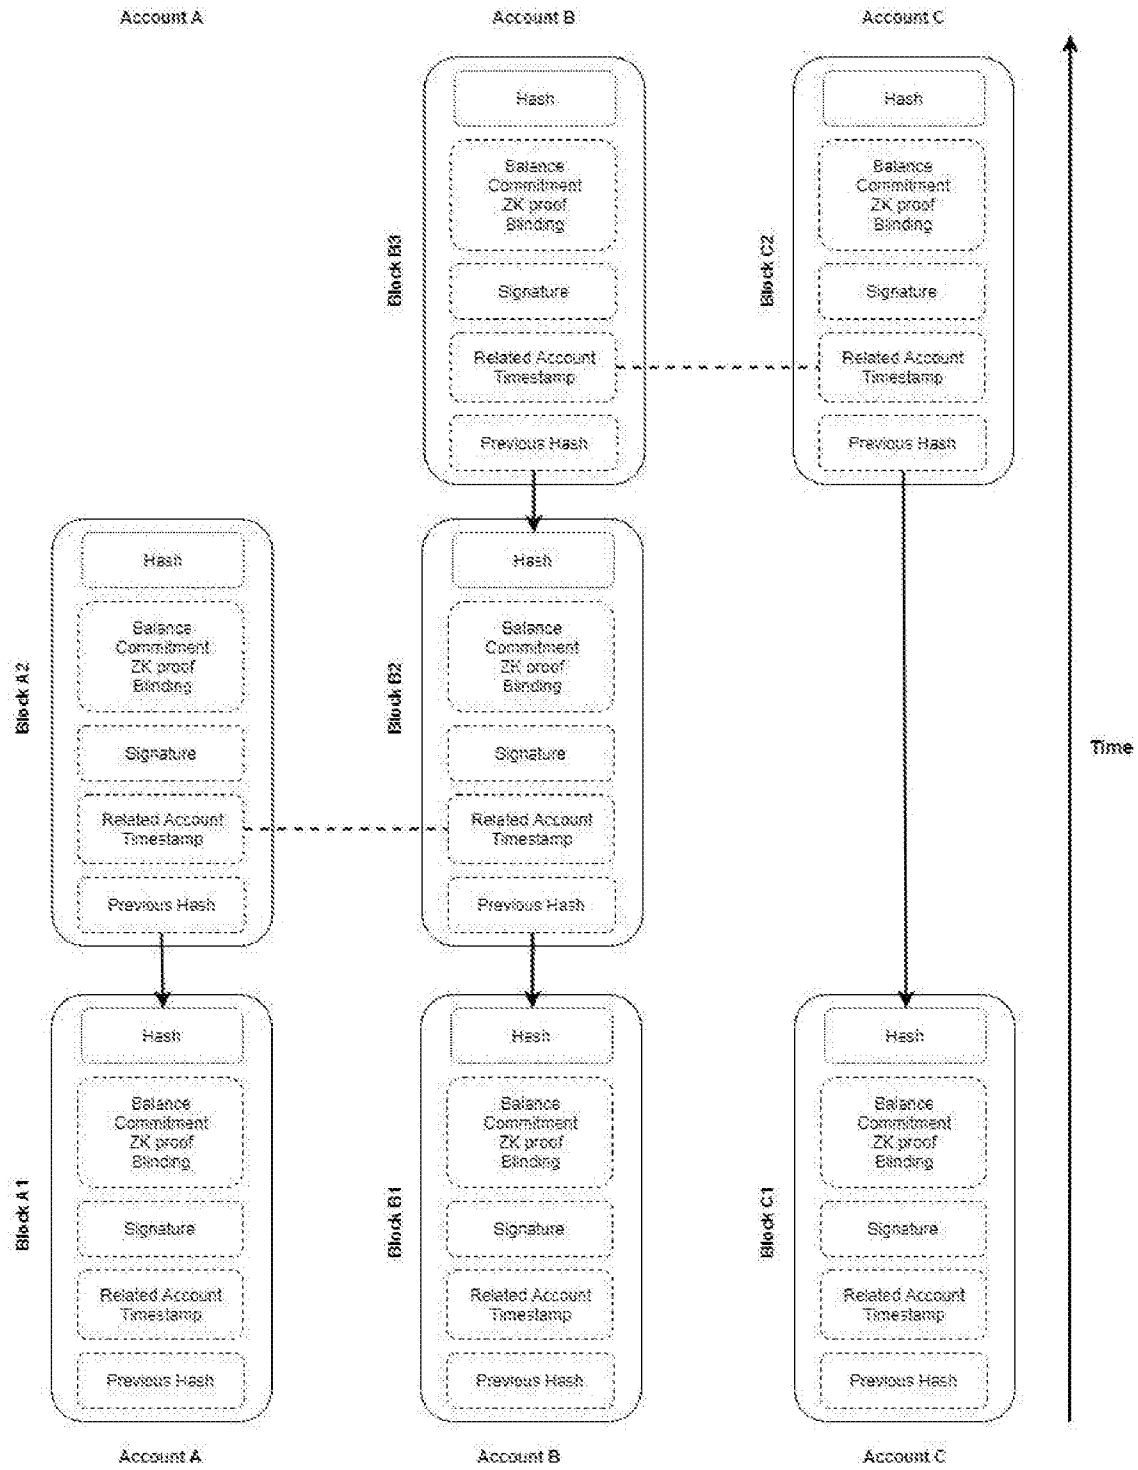 Account A
Account B
Account C
Block B3
Hash
Balance
Commitment
ZK proof
Blinding
Signature
Related Account
Timestamp
Previous Hash
Block C2
Hash
Balance
Commitment
ZK proof
Blinding
Signature
Related Account
Timestamp
Previous Hash
Block A2
Hash
Balance
Commitment
ZK proof
Blinding
Signature
Related Account
Timestamp
Previous Hash
Block B2
Hash
Balance
Commitment
ZK proof
Blinding
Signature
Related Account
Timestamp
Previous Hash
Time
Block A1
Hash
Balance
Commitment
ZK proof
Blinding
Signature
Related Account
Timestamp
Previous Hash
Block B1
Hash
Balance
Commitment
ZK proof
Blinding
Signature
Related Account
Timestamp
Previous Hash
Block C1
Hash
Balance
Commitment
ZK proof
Blinding
Signature
Related Account
Timestamp
Previous Hash
Account A
Account B
Account C